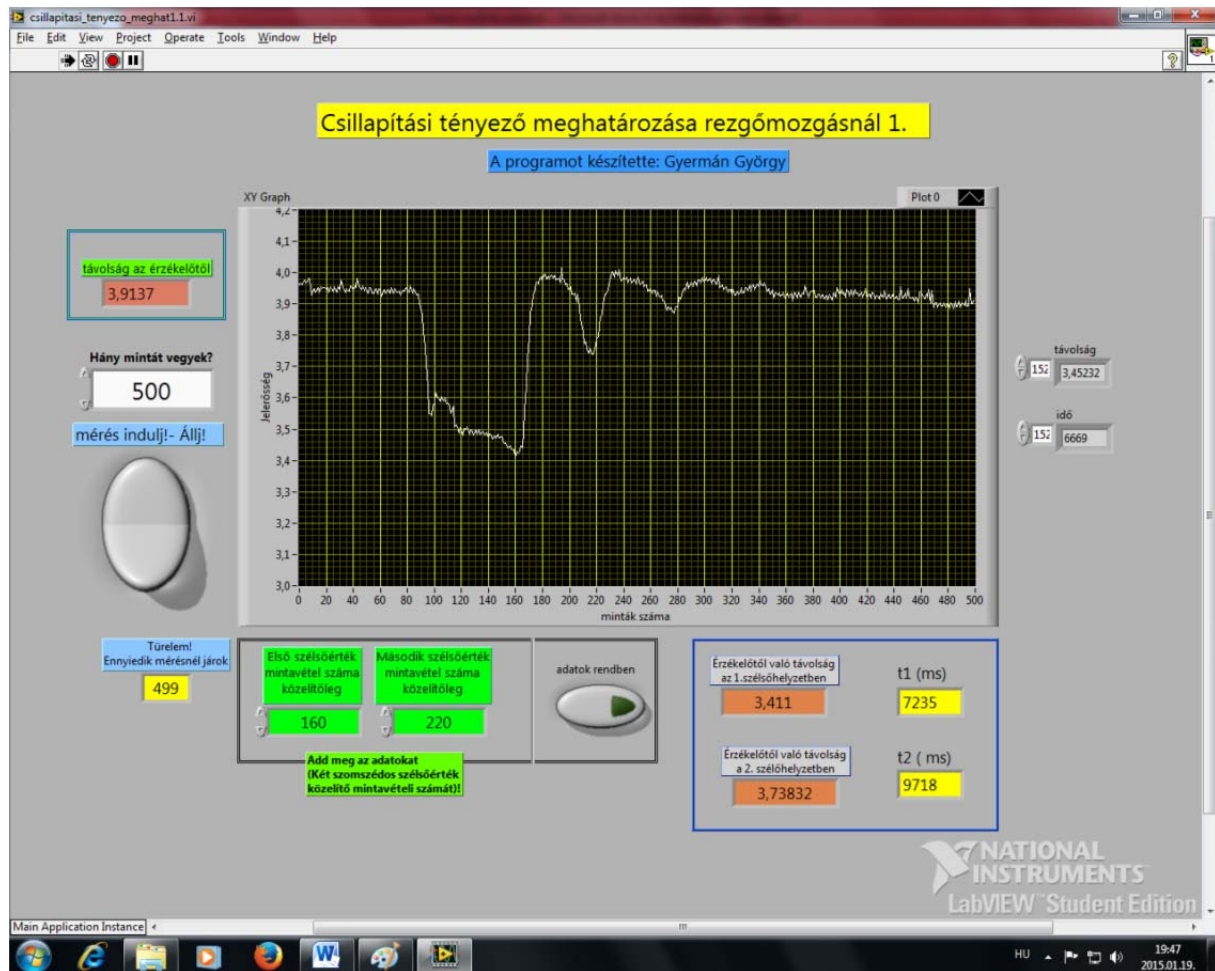 csillapitasi_tenyezo_meghat1.1.vi
File Edit View Project Operate Tools Window Help
1
Csillapítási tényező meghatározása rezgőmozgásnál 1.
A programot készítette: Gyermán György
XY Graph
Plot 0
4,2
4,1
4,0
3,9
3,8
3,7
3,6
3,5
3,4
3,3
3,2
3,1
3,0
Jelerősség
0 20 40 60 80 100 120 140 160 180 200 220 240 260 280 300 320 340 360 380 400 420 440 460 480 500
minták száma
távolság az érzékelőtől
3,9137
Hány mintát vegyek?
500
mérés indulj!- Állj!
távolság
152 3,45232
idő
152 6669
Türelem!
Ennyiedik mérésnél járok
499
Első szélsőérték
mintavétel száma
közelítőleg
160
Második szélsőérték
mintavétel száma
közelítőleg
220
Add meg az adatokat
(Két szomszédos szélsőérték
közelítő mintavételi számát)!
adatok rendben
Érzékelőtől való távolság
az 1.szélsőhelyzetben
3,411
t1 (ms)
7235
Érzékelőtől való távolság
a 2. szélőhelyzetben
3,73832
t2 ( ms)
9718
NATIONAL
INSTRUMENTS
LabVIEW Student Edition
Main Application Instance
HU
19:47
2015.01.19.